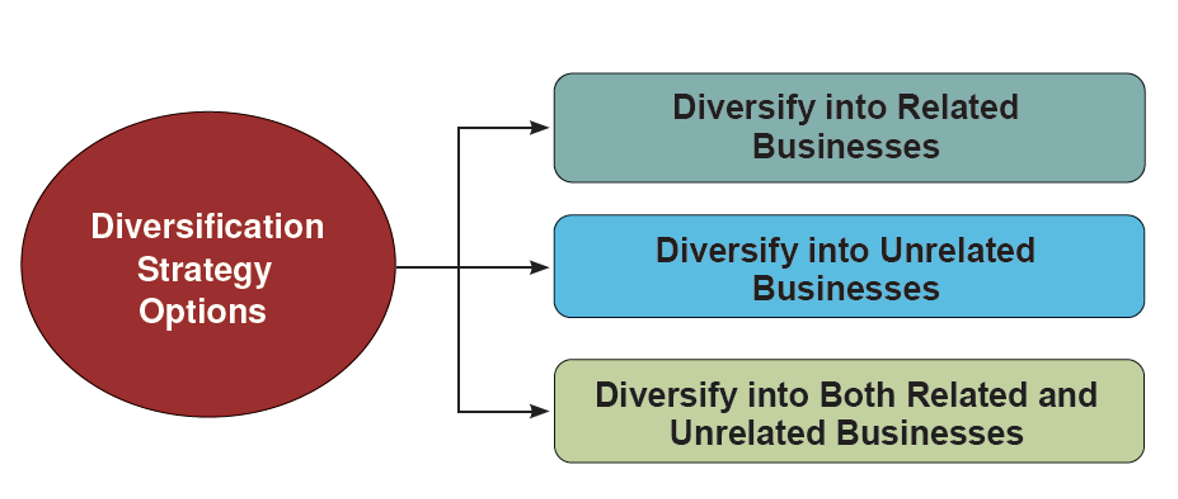 Diversification
Strategy
Options
Diversify into Related
Businesses
Diversify into Unrelated
Businesses
Diversify into Both Related and
Unrelated Businesses